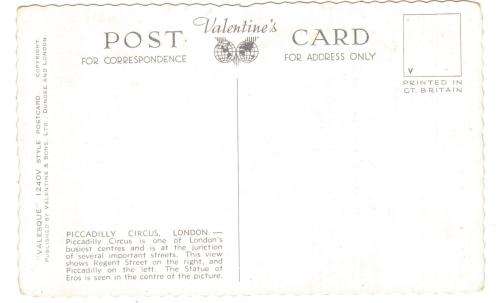 POST Valentine's CARD
FOR CORRESPONDENCE
FOR ADDRESS ONLY
V
PRINTED IN
GT. BRITAIN
"VALESQUE" 1240V STYLE POSTCARD COPYRIGHT.
PUBLISHED BY VALENTINE & SONS, LTD., DUNDEE AND LONDON.
PICCADILLY CIRCUS, LONDON.—
Piccadilly Circus is one of London's
busiest centres and is at the junction
of several important streets. This view
shows Regent Street on the right, and
Piccadilly on the left. The Statue of
Eros is seen in the centre of the picture.